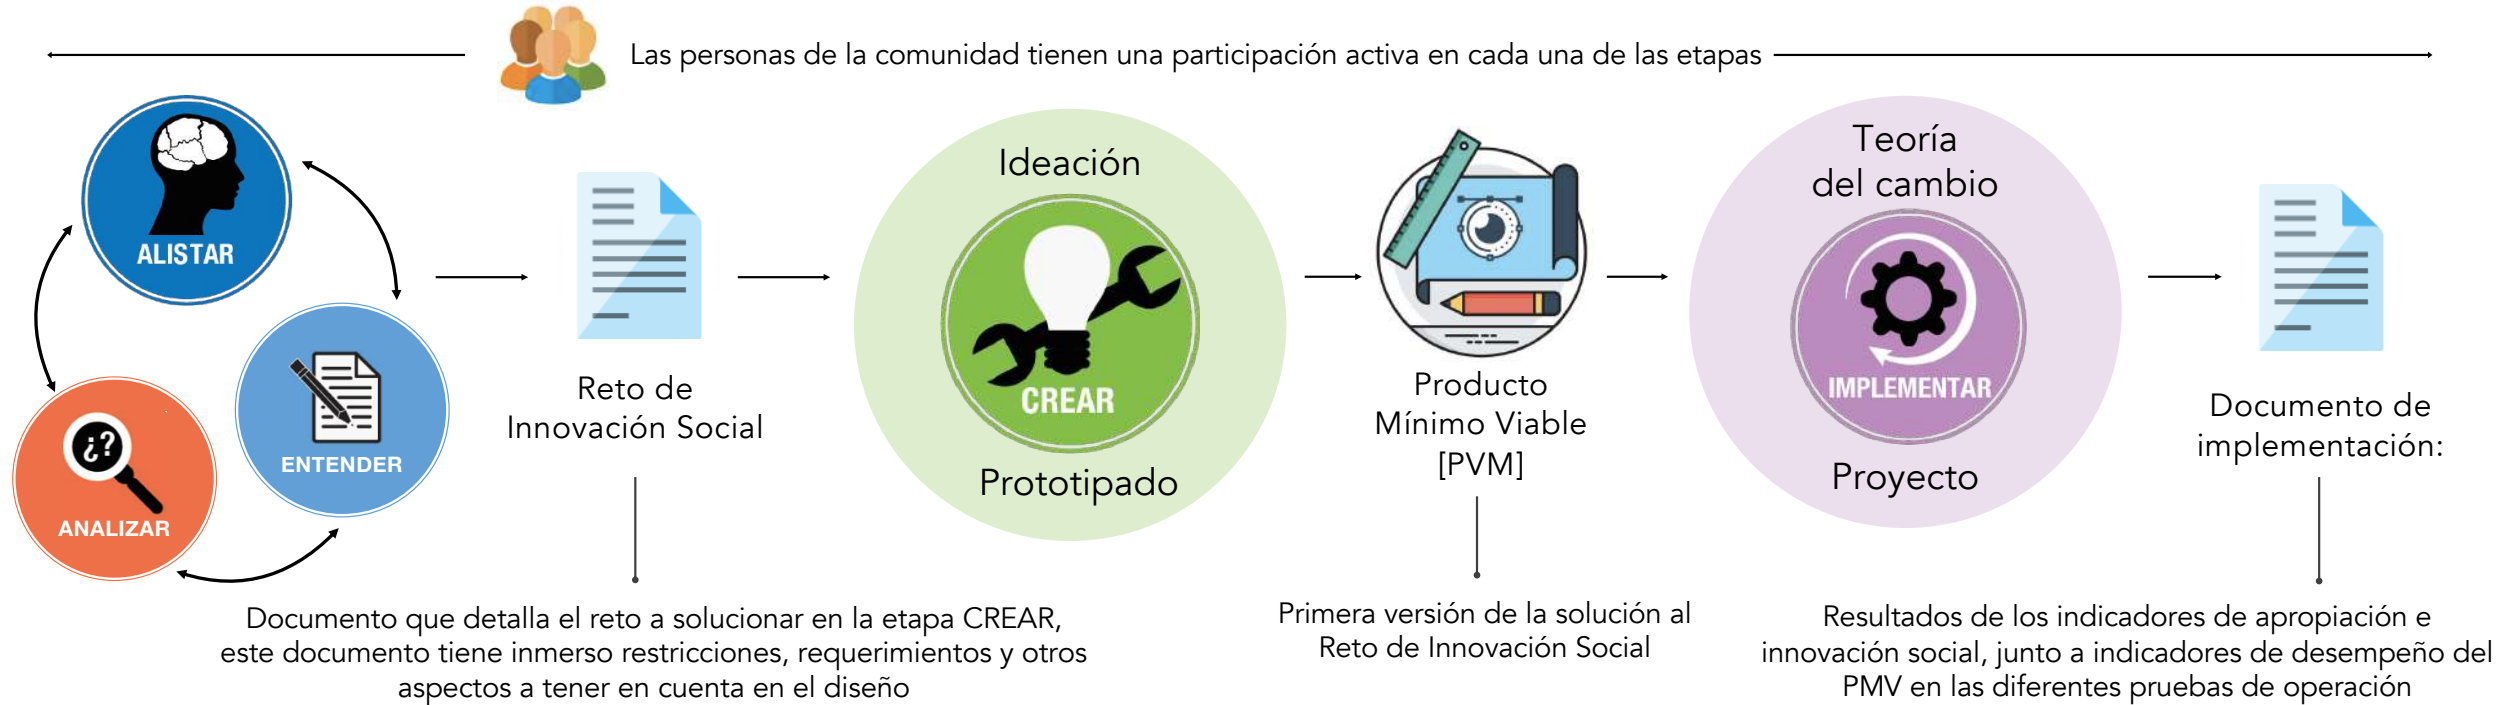 Las personas de la comunidad tienen una participación activa en cada una de las etapas
ALISTAR
ENTENDER
¿?
ANALIZAR
Reto de
Innovación Social
Documento que detalla el reto a solucionar en la etapa CREAR,
este documento tiene inmerso restricciones, requerimientos y otros
aspectos a tener en cuenta en el diseño
Ideación
CREAR
Prototipado
Producto
Mínimo Viable
[PVM]
Primera versión de la solución al
Reto de Innovación Social
Teoría
del cambio
IMPLEMENTAR
Proyecto
Documento de
implementación:
Resultados de los indicadores de apropiación e
innovación social, junto a indicadores de desempeño del
PMV en las diferentes pruebas de operación